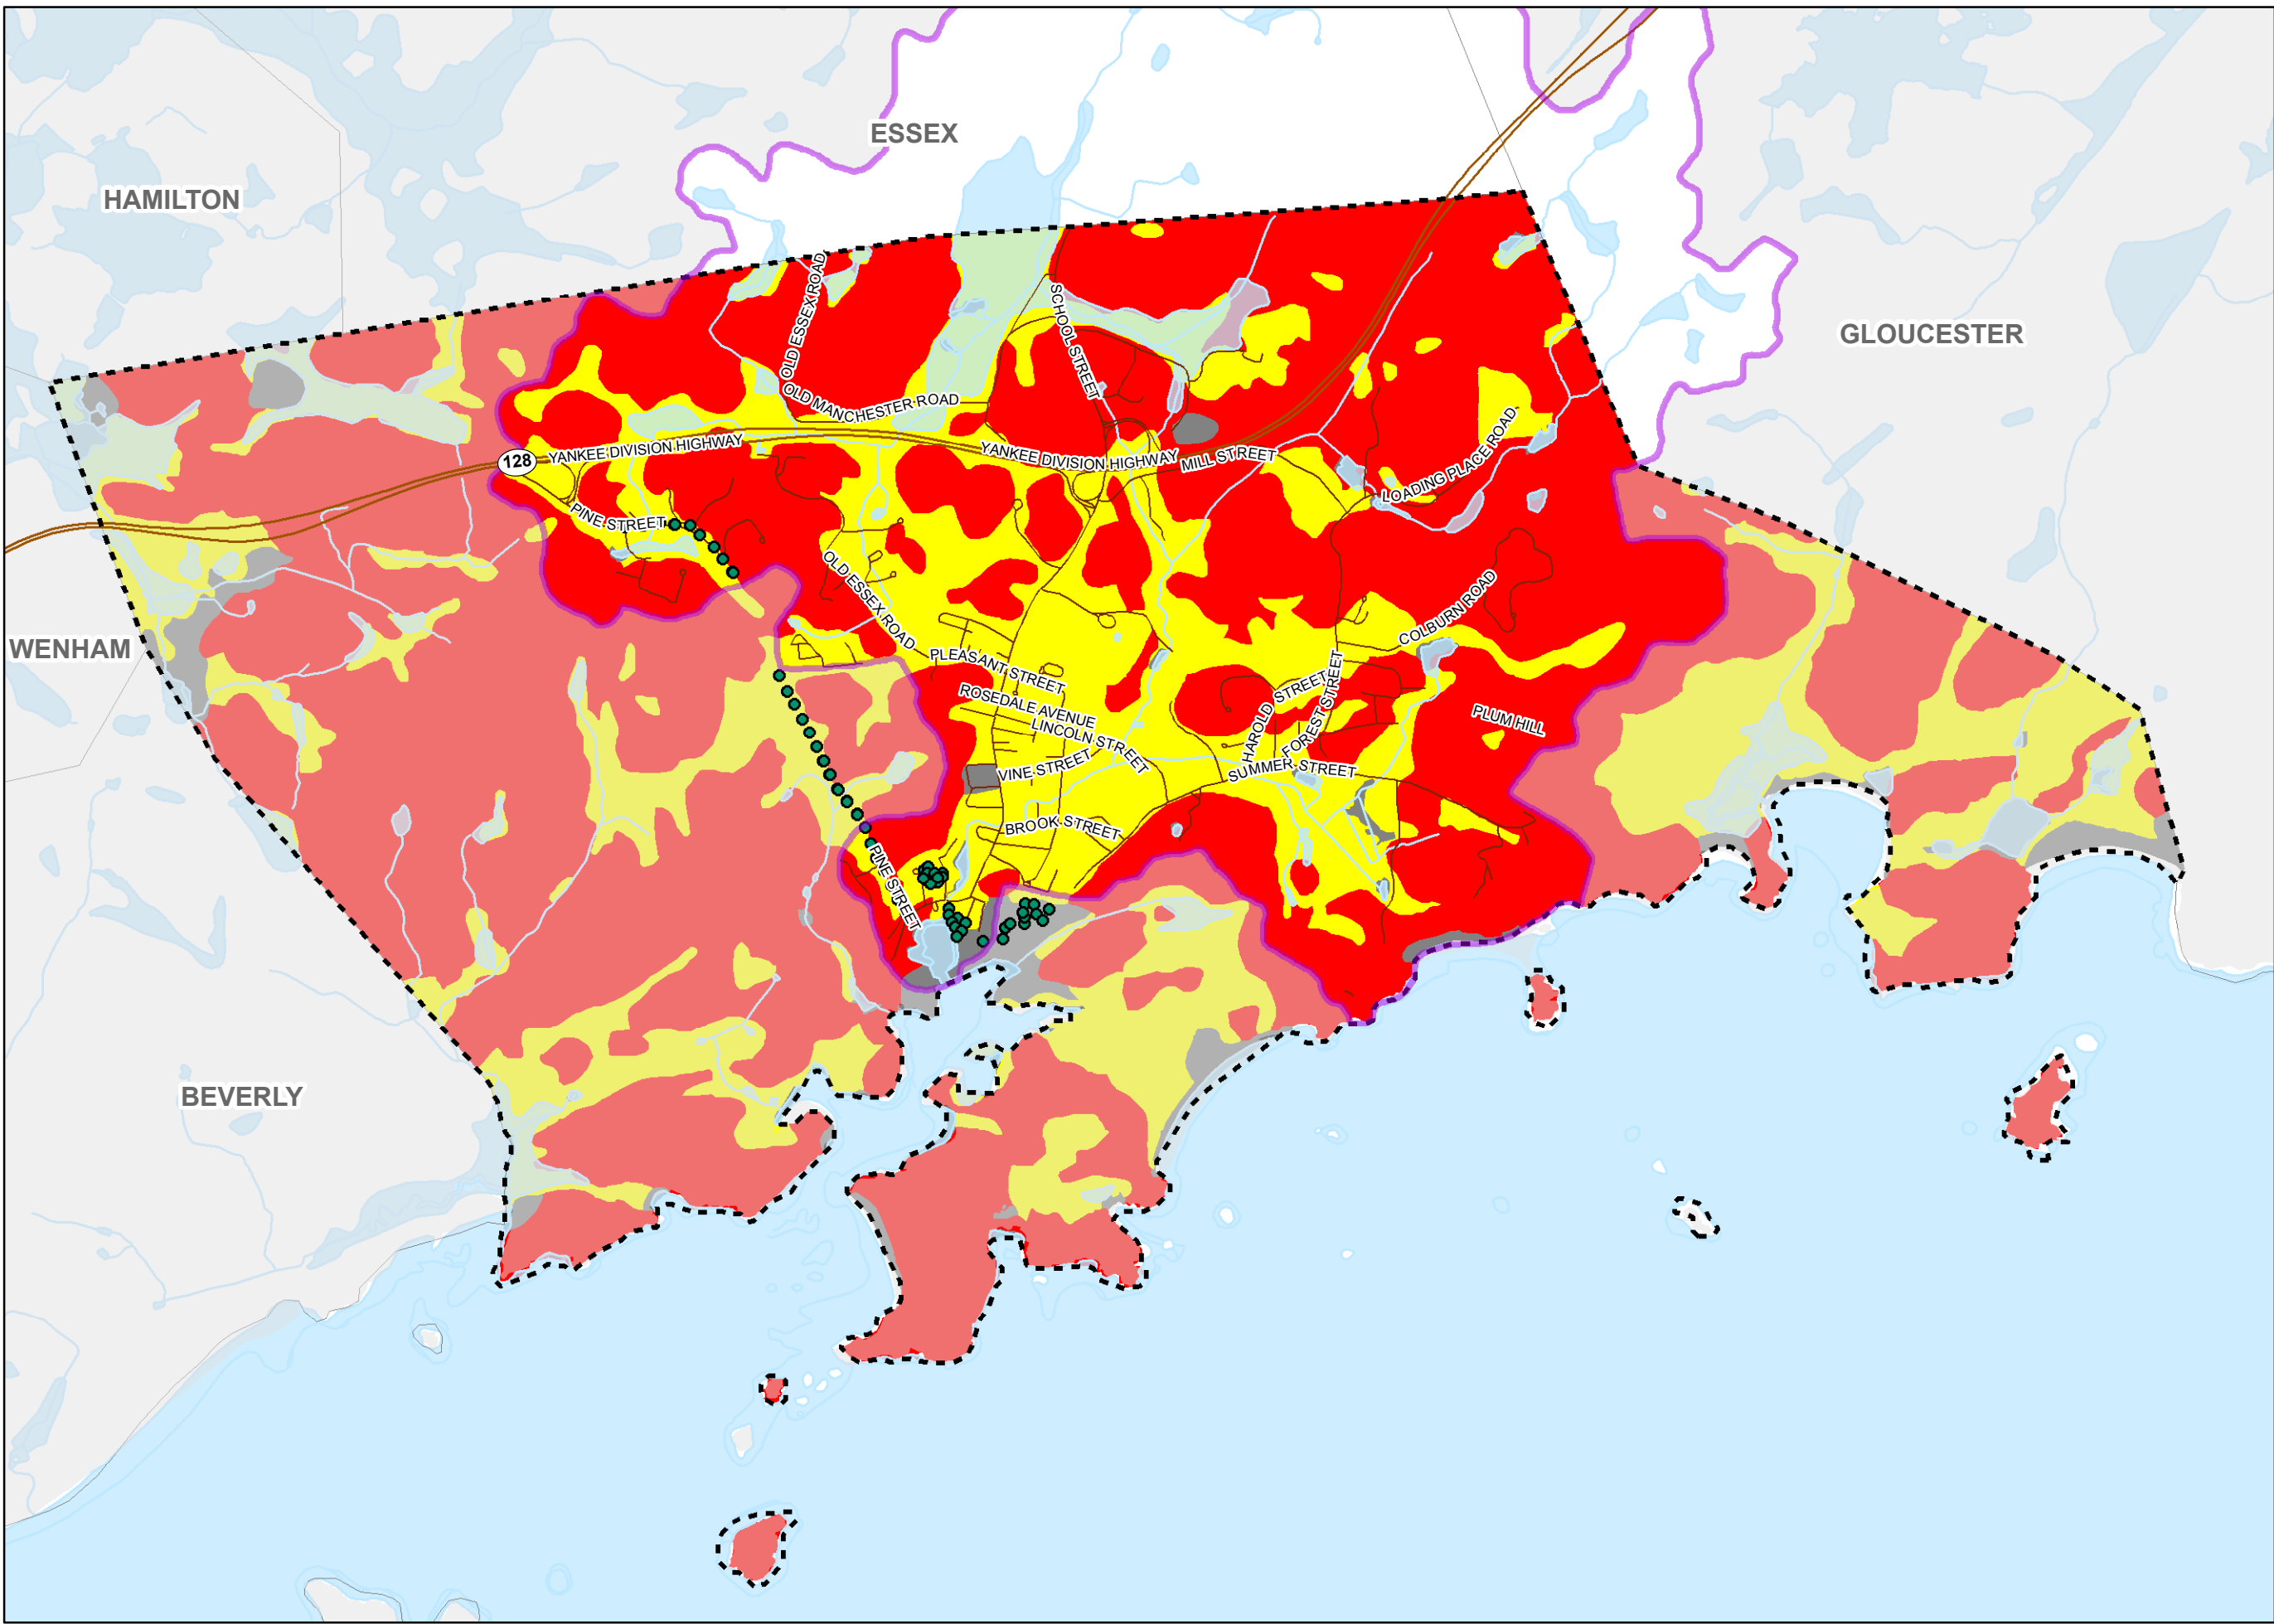 ESSEX
HAMILTON
GLOUCESTER
OLD ESSEX ROAD
SCHOOL STREET
OLD MANCHESTER ROAD
YANKEE DIVISION HIGHWAY
YANKEE DIVISION HIGHWAY
128
MILL STREET
LOADING PLACE ROAD
PINE STREET
OLD ESSEX ROAD
COLBURN ROAD
WENHAM
PLEASANT STREET
ROSEDALE AVENUE
LINCOLN STREET
HAROLD STREET
FOREST STREET
PLUM HILL
VINE STREET
SUMMER STREET
BROOK STREET
PINE STREET
BEVERLY